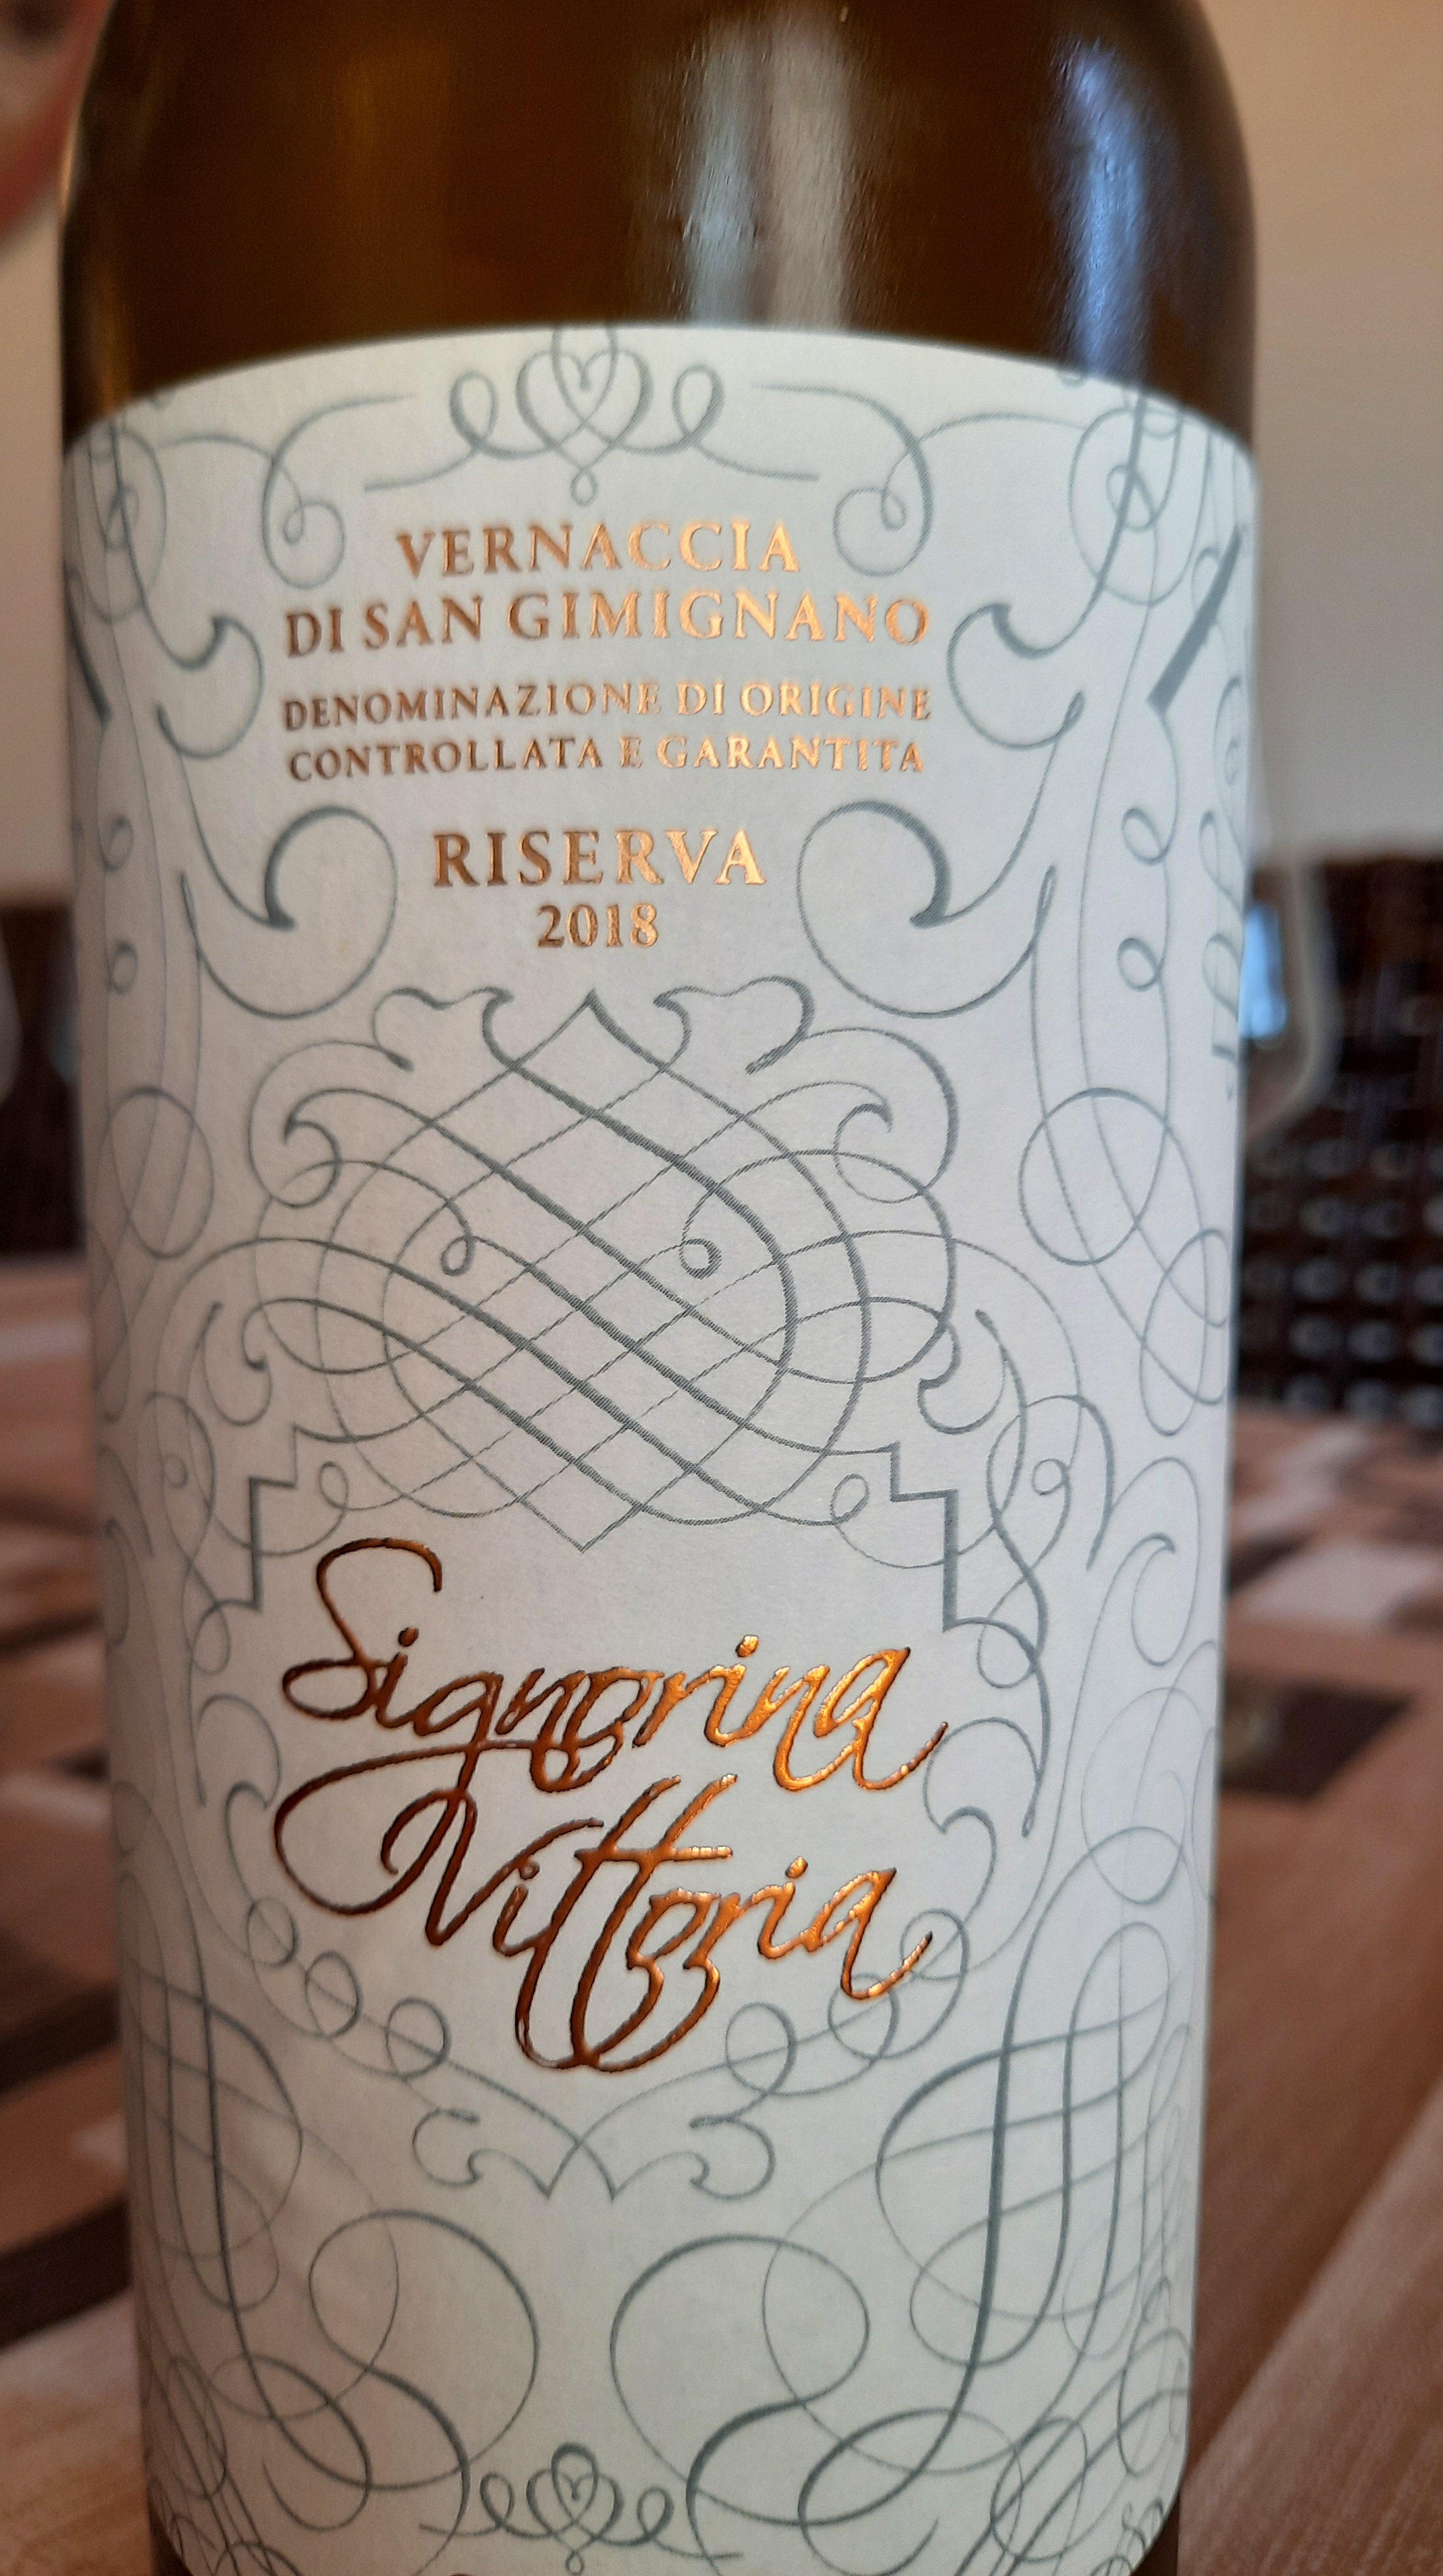 VERNACCIA
DI SAN GIMIGNANO
DENOMINAZIONE DI ORIGINE
CONTROLLATA E GARANTITA
RISERVA
2018
Signorina
Vittoria